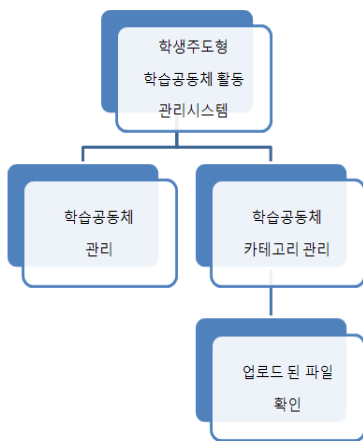 학생주도형
학습공동체 활동
관리시스템
학습공동체
관리
학습공동체
카테고리 관리
업로드 된 파일
확인